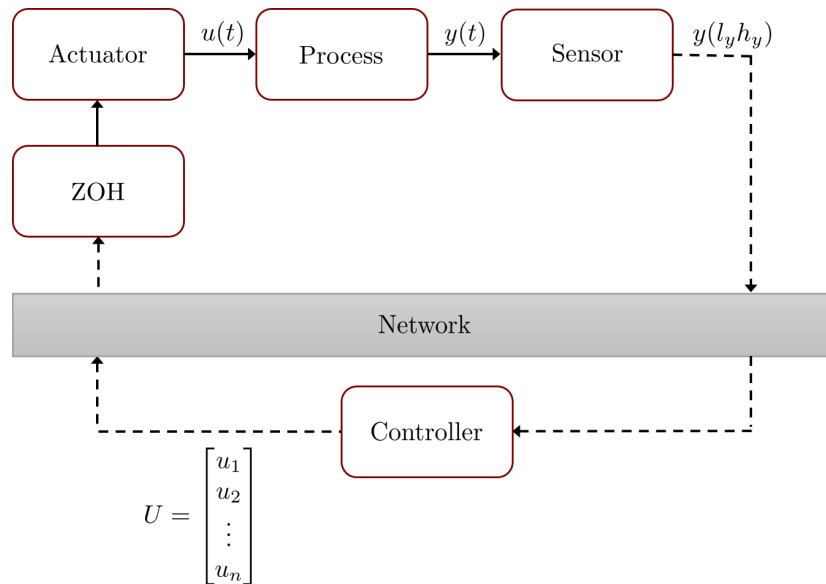 Actuator
u(t)
Process
y(t)
Sensor
y(l_y h_y)
ZOH
Network
Controller
U = [u_1
u_2
⋮
u_n]